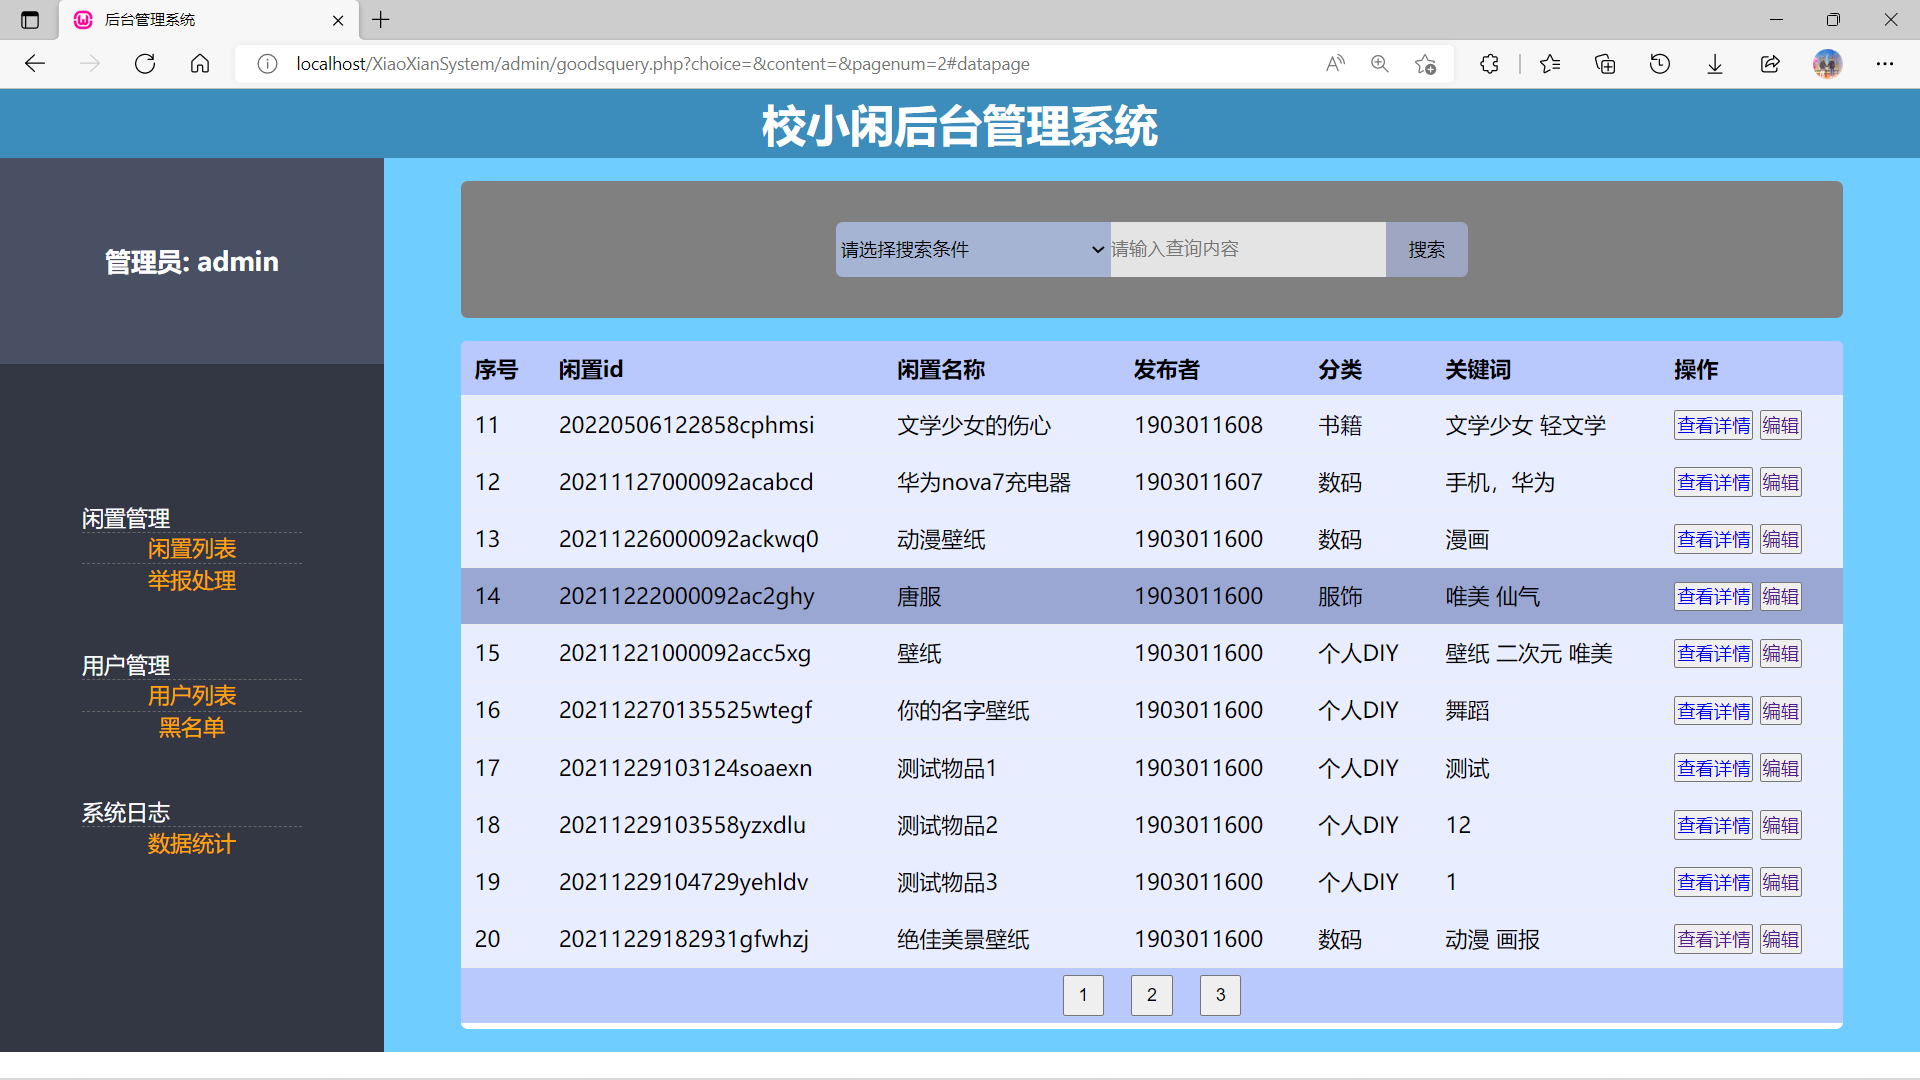 后台管理系统
localhost/XiaoXianSystem/admin/goodsquery.php?choice=&content=&pagenum=2#datapage
校小闲后台管理系统
管理员: admin
闲置管理
闲置列表
举报处理
用户管理
用户列表
黑名单
系统日志
数据统计
请选择搜索条件 请输入查询内容 搜索
序号 闲置id 闲置名称 发布者 分类 关键词 操作
11 20220506122858cphmsi 文学少女的伤心 1903011608 书籍 文学少女 轻文学 查看详情 编辑
12 20211127000092acabcd 华为nova7充电器 1903011607 数码 手机，华为 查看详情 编辑
13 20211226000092ackwq0 动漫壁纸 1903011600 数码 漫画 查看详情 编辑
14 20211222000092ac2ghy 唐服 1903011600 服饰 唯美 仙气 查看详情 编辑
15 20211221000092acc5xg 壁纸 1903011600 个人DIY 壁纸 二次元 唯美 查看详情 编辑
16 202112270135525wtegf 你的名字壁纸 1903011600 个人DIY 舞蹈 查看详情 编辑
17 20211229103124soaexn 测试物品1 1903011600 个人DIY 测试 查看详情 编辑
18 20211229103558yzxdlu 测试物品2 1903011600 个人DIY 12 查看详情 编辑
19 20211229104729yehldv 测试物品3 1903011600 个人DIY 1 查看详情 编辑
20 20211229182931gfwhzj 绝佳美景壁纸 1903011600 数码 动漫 画报 查看详情 编辑
1 2 3